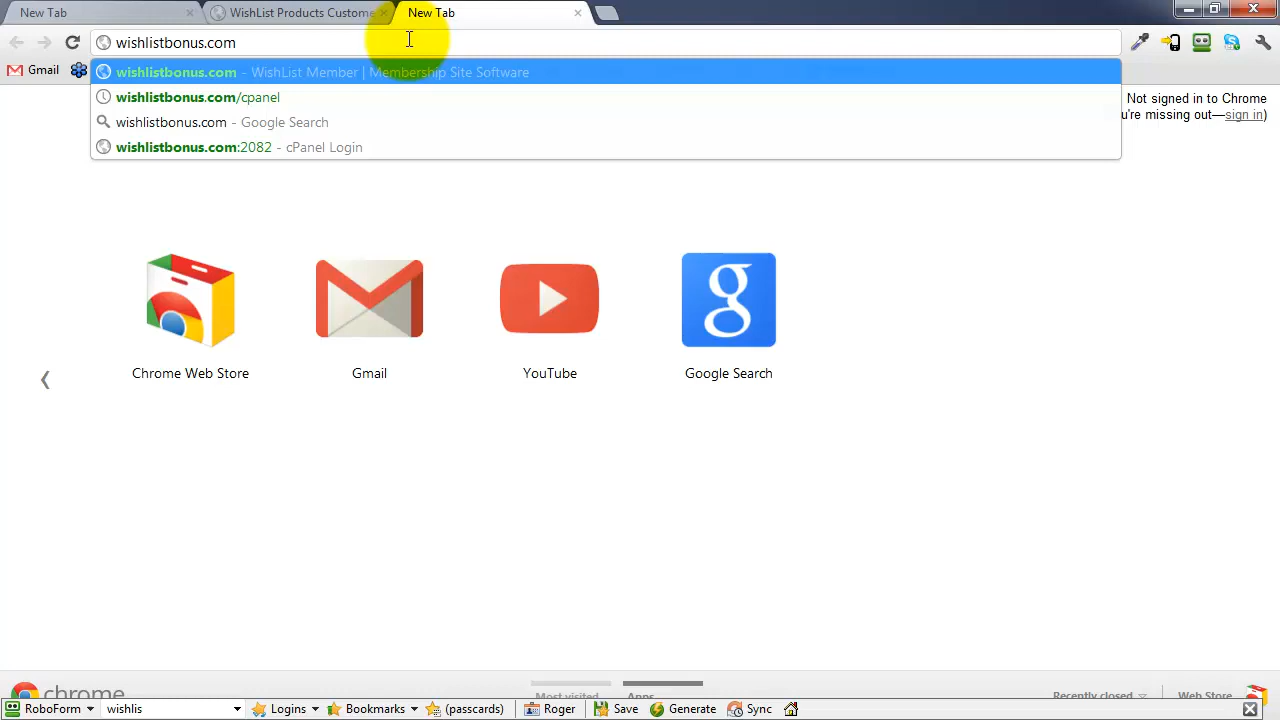 New Tab
WishList Products Custome
New Tab
wishlistbonus.com
Gmail
wishlistbonus.com - WishList Member | Membership Site Software
wishlistbonus.com/cpanel
wishlistbonus.com - Google Search
wishlistbonus.com:2082 - cPanel Login
Not signed in to Chrome
u're missing out—sign in)
Chrome Web Store
Gmail
YouTube
Google Search
chrome
Most visited
Apps
Recently closed
Web Store
RoboForm
wishlis
Logins
Bookmarks
(passcards)
Roger
Save
Generate
Sync